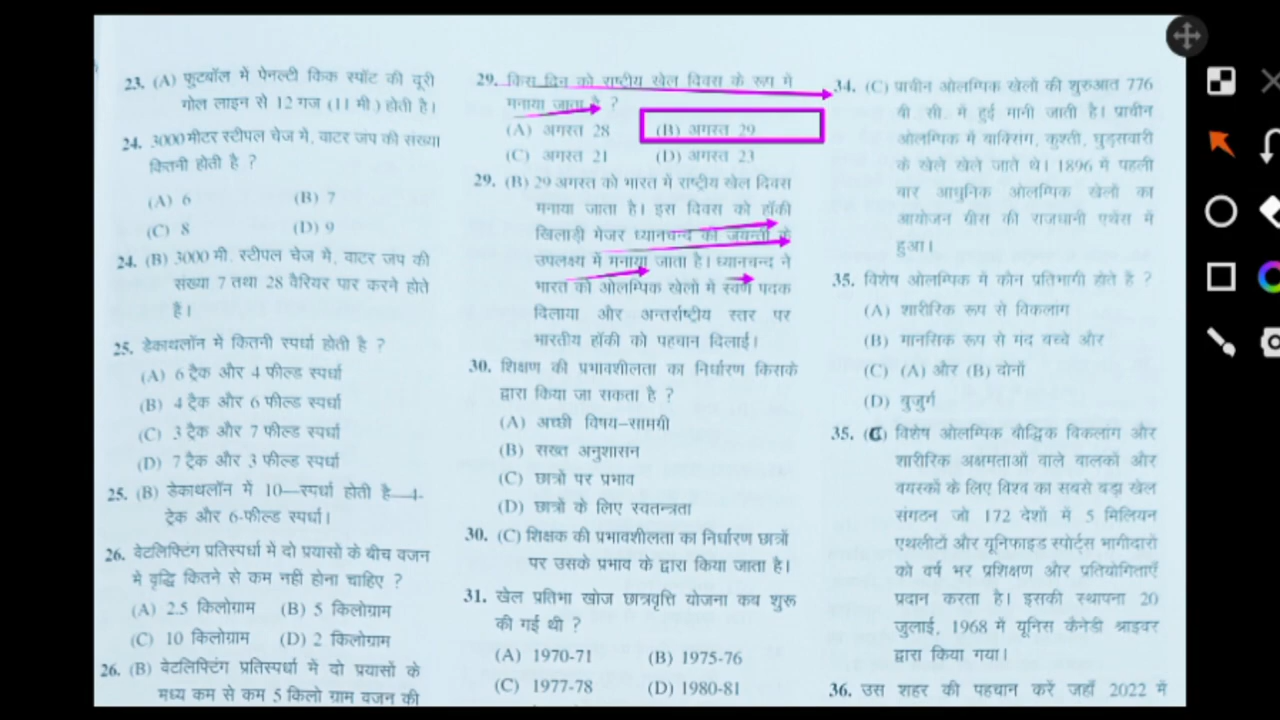 23. (A) फुटबॉल में पेनल्टी किक स्पॉट की दूरी
गोल लाइन से 12 गज (11 मी.) होती है।
24. 3000 मीटर स्टीपल चेज में, वाटर जंप की संख्या
कितनी होती है ?
(A) 6 (B) 7
(C) 8 (D) 9
24. (B) 3000 मी. स्टीपल चेज में, वाटर जंप की
संख्या 7 तथा 28 वैरियर पार करने होते
हैं।
25. डेकाथलॉन में कितनी स्पर्धा होती है ?
(A) 6 ट्रैक और 4 फील्ड स्पर्धा
(B) 4 ट्रैक और 6 फील्ड स्पर्धा
(C) 3 ट्रैक और 7 फील्ड स्पर्धा
(D) 7 ट्रैक और 3 फील्ड स्पर्धा
25. (B) डेकाथलॉन में 10—स्पर्धा होती है—4-
ट्रेक और 6-फील्ड स्पर्धा।
26. वेटलिफ्टिंग प्रतिस्पर्धा में दो प्रयासों के बीच वजन
में वृद्धि कितने से कम नहीं होना चाहिए ?
(A) 2.5 किलोग्राम (B) 5 किलोग्राम
(C) 10 किलोग्राम (D) 2 किलोग्राम
26. (B) वेटलिफ्टिंग प्रतिस्पर्धा में दो प्रयासों के
मध्य कम से कम 5 किलो ग्राम वजन की
29. किस दिन को राष्ट्रीय खेल दिवस के रूप में
मनाया जाता है ?
(A) अगस्त 28 (B) अगस्त 29
(C) अगस्त 21 (D) अगस्त 23
29. (B) 29 अगस्त को भारत में राष्ट्रीय खेल दिवस
मनाया जाता है। इस दिवस को हॉकी
खिलाड़ी मेजर ध्यानचन्द की जयन्ती के
उपलक्ष्य में मनाया जाता है। ध्यानचन्द ने
भारत को ओलम्पिक खेलों में स्वर्ण पदक
दिलाया और अन्तर्राष्ट्रीय स्तर पर
भारतीय हॉकी को पहचान दिलाई।
30. शिक्षण की प्रभावशीलता का निर्धारण किसके
द्वारा किया जा सकता है ?
(A) अच्छी विषय-सामग्री
(B) सख्त अनुशासन
(C) छात्रों पर प्रभाव
(D) छात्रों के लिए स्वतन्त्रता
30. (C) शिक्षक की प्रभावशीलता का निर्धारण छात्रों
पर उसके प्रभाव के द्वारा किया जाता है।
31. खेल प्रतिभा खोज छात्रवृत्ति योजना कब शुरू
की गई थी ?
(A) 1970-71 (B) 1975-76
(C) 1977-78 (D) 1980-81
34. (C) प्राचीन ओलम्पिक खेलों की शुरुआत 776
बी सी. में हुई मानी जाती है। प्राचीन
ओलम्पिक में बाक्सिंग, कुश्ती, घुड़सवारी
के खेले खेले जाते थे। 1896 में पहली
बार आधुनिक ओलम्पिक खेलों का
आयोजन ग्रीस की राजधानी एथेंस में
हुआ।
35. विशेष ओलम्पिक में कौन प्रतिभागी होते है ?
(A) शारीरिक रूप से विकलांग
(B) मानसिक रूप से मंद बच्चे और
(C) (A) और (B) दोनों
(D) बुजुर्ग
35. (C) विशेष ओलम्पिक बौद्धिक विकलांग और
शारीरिक अक्षमताओं वाले बालकों और
वयस्कों के लिए विश्व का सबसे बड़ा खेल
संगठन जो 172 देशों में 5 मिलियन
एथलीटों और यूनिफाइड स्पोर्ट्स भागीदारों
को वर्ष भर प्रशिक्षण और प्रतियोगिताएँ
प्रदान करता है। इसकी स्थापना 20
जुलाई, 1968 में यूनिस कैनेडी श्राइवर
द्वारा किया गया।
36. उस शहर की पहचान करें जहाँ 2022 में